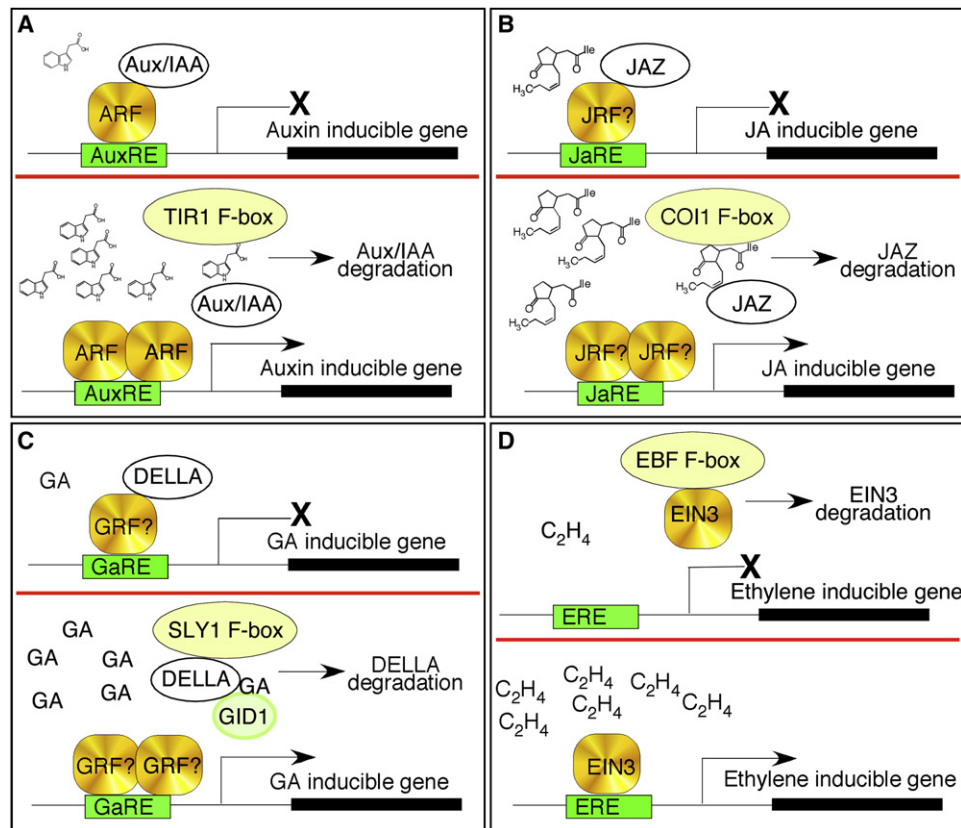 A
O
OH
N
H
Aux/IAA
ARF
X
Auxin inducible gene
AuxRE
TIR1 F-box
Aux/IAA
degradation
Aux/IAA
ARF ARF
Auxin inducible gene
AuxRE
B
Ile
O
O
H3C
JAZ
JRF?
X
JA inducible gene
JaRE
COI1 F-box
Ile
O
O
H3C
Ile
O
O
H3C
Ile
O
O
H3C
Ile
O
O
H3C
JAZ
degradation
JAZ
JRF? JRF?
JA inducible gene
JaRE
C
GA
DELLA
GRF?
X
GA inducible gene
GaRE
GA
GA
GA
GA
GA
SLY1 F-box
DELLA
GA
GID1
DELLA
degradation
GRF? GRF?
GA inducible gene
GaRE
D
EBF F-box
EIN3
EIN3
degradation
C2H4
X
Ethylene inducible gene
ERE
C2H4
C2H4
C2H4
C2H4
C2H4
C2H4
EIN3
Ethylene inducible gene
ERE